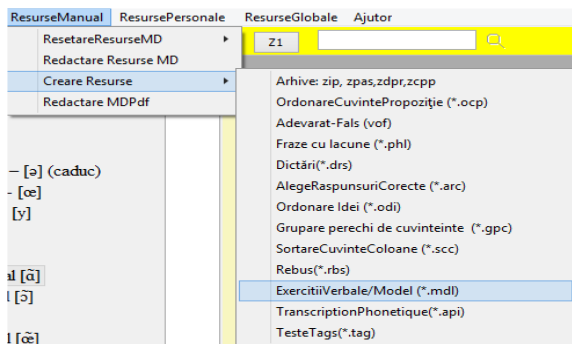 ResurseManual ResursePersonale ResurseGlobale Ajutor
ResetareResurseMD
Z1
Redactare Resurse MD
Creare Resurse
Redactare MDPdf
Arhive: zip, zpas,zdpr,zcpp
OrdonareCuvintePropoziție (*.ocp)
Adevarat-Fals (vof)
Fraze cu lacune (*.phl)
Dictări(*.drs)
AlegeRaspunsuriCorecte (*.arc)
Ordonare Idei (*.odi)
Grupare perechi de cuvinteinte (*.gpc)
SortareCuvinteColoane (*.scc)
Rebus(*.rbs)
ExercitiiVerbale/Model (*.mdl)
TranscriptionPhonetique(*.api)
TesteTags(*.tag)
– [ə] (caduc)
- [œ]
[y]
al [ɑ̃]
l [ɔ̃]
l [œ̃]